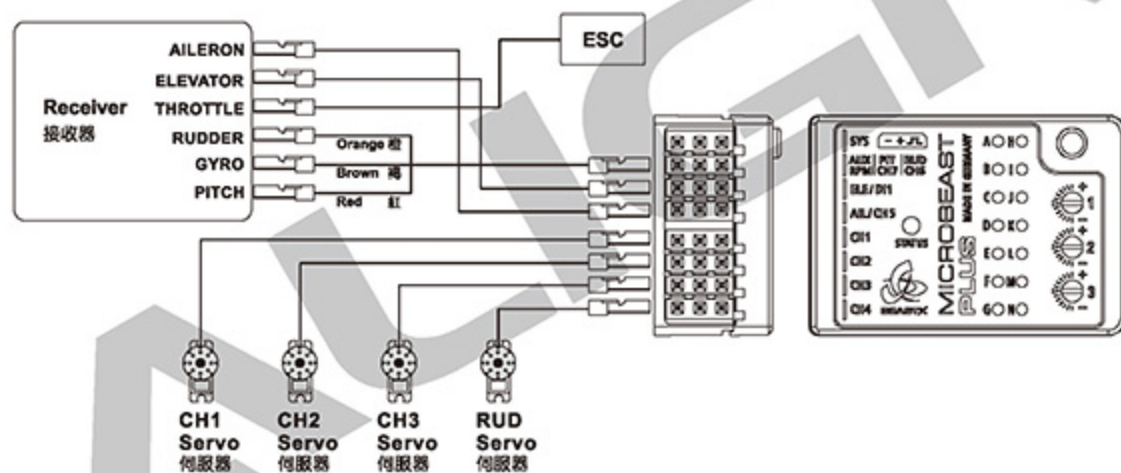 ESC
AILERON
ELEVATOR
Receiver
接收器
THROTTLE
RUDDER
GYRO
PITCH
Orange 橙
Brown 褐
Red 紅
SYS
- +
AUX PIT RUD
RPM CH7 CH6
ELE/DI1
AIL/CH5
CH1
CH2
CH3
CH4
STATUS
BEASTX
MICROBEAST
PLUS
MADE IN GERMANY
A H
B I
C J
D K
E L
F M
G N
+ 1 -
+ 2 -
+ 3 -
CH1
Servo
伺服器
CH2
Servo
伺服器
CH3
Servo
伺服器
RUD
Servo
伺服器